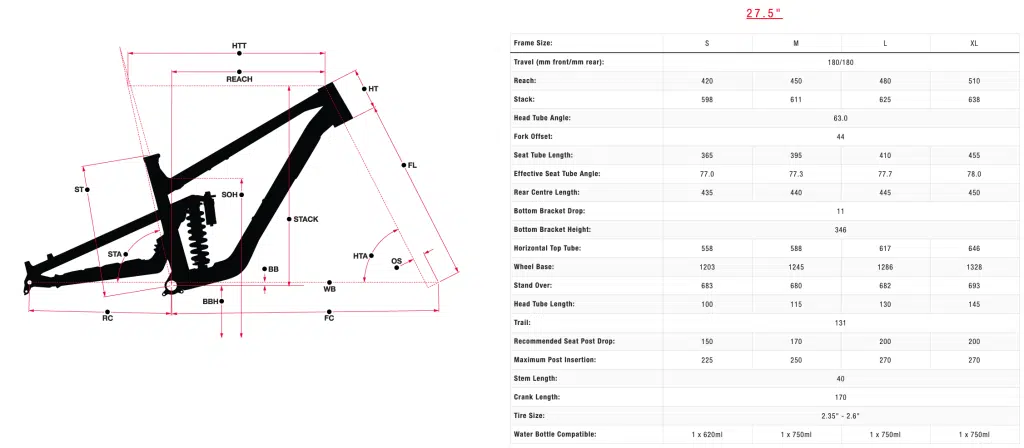 27.5"
HTT
REACH
HT
FL
ST
SOH
STACK
STA
HTA
OS
BB
WB
BBH
RC
FC
Frame Size: S M L XL
Travel (mm front/mm rear): 180/180
Reach: 420 450 480 510
Stack: 598 611 625 638
Head Tube Angle: 63.0
Fork Offset: 44
Seat Tube Length: 365 395 410 455
Effective Seat Tube Angle: 77.0 77.3 77.7 78.0
Rear Centre Length: 435 440 445 450
Bottom Bracket Drop: 11
Bottom Bracket Height: 346
Horizontal Top Tube: 558 588 617 646
Wheel Base: 1203 1245 1286 1328
Stand Over: 683 680 682 693
Head Tube Length: 100 115 130 145
Trail: 131
Recommended Seat Post Drop: 150 170 200 200
Maximum Post Insertion: 225 250 270 270
Stem Length: 40
Crank Length: 170
Tire Size: 2.35" - 2.6"
Water Bottle Compatible: 1 x 620ml 1 x 750ml 1 x 750ml 1 x 750ml